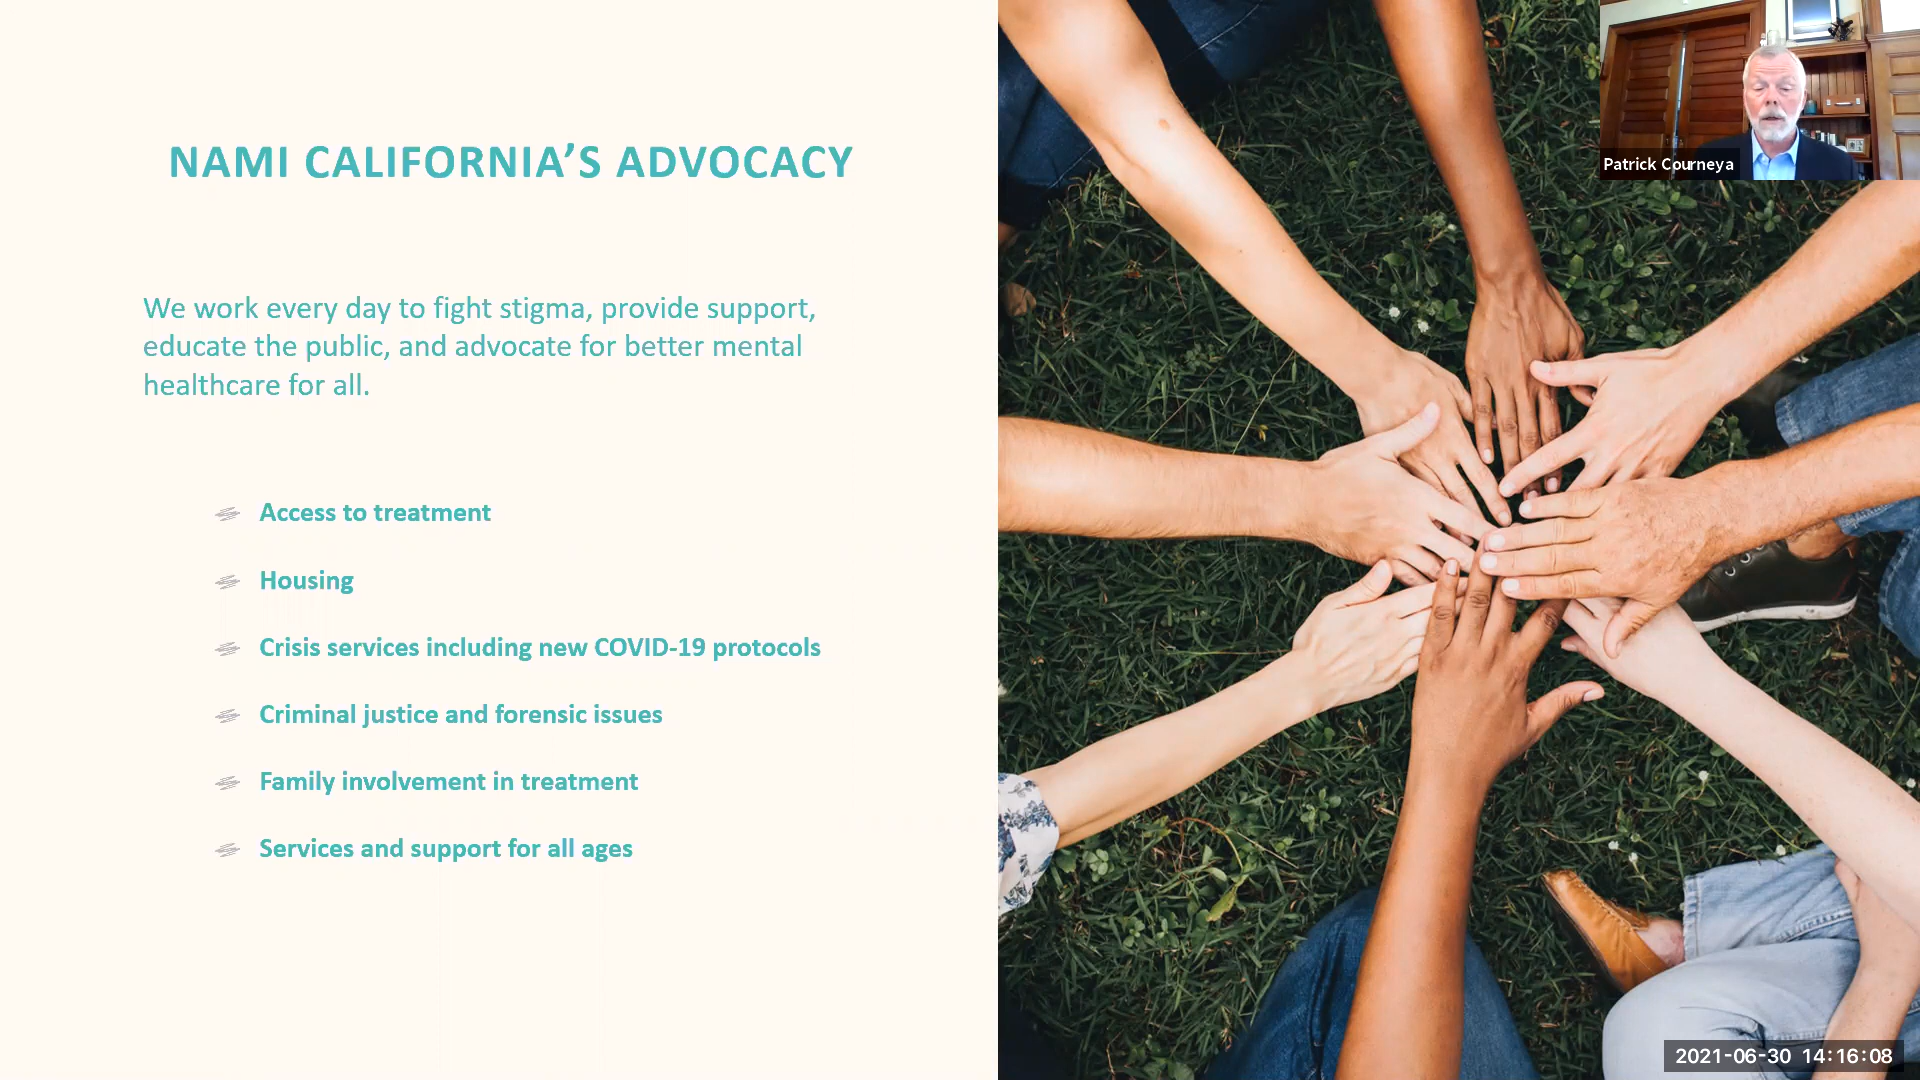 NAMI CALIFORNIA’S ADVOCACY
We work every day to fight stigma, provide support,
educate the public, and advocate for better mental
healthcare for all.
Access to treatment
Housing
Crisis services including new COVID-19 protocols
Criminal justice and forensic issues
Family involvement in treatment
Services and support for all ages
Patrick Courneya
2021-06-30 14:16:08